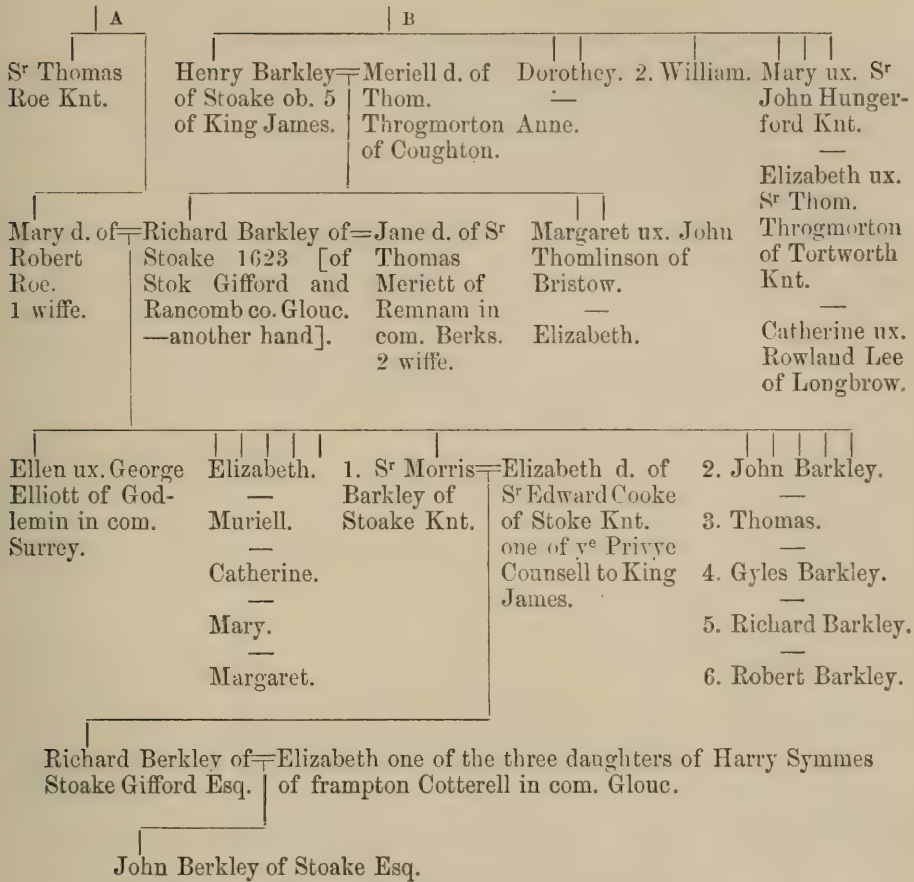 A
B
Sʳ Thomas
Roe Knt.
Henry Barkley
of Stoake ob. 5
of King James.
Meriell d. of
Thom.
Throgmorton
of Coughton.
Dorothey.
—
Anne.
2. William.
Mary ux. Sʳ
John Hunger-
ford Knt.
—
Elizabeth ux.
Sʳ Thom.
Throgmorton
of Tortworth
Knt.
—
Catherine ux.
Rowland Lee
of Longbrow.
Mary d. of
Robert
Roe.
1 wiffe.
Richard Barkley of
Stoake 1623 [of
Stok Gifford and
Rancomb co. Glouc.
—another hand].
Jane d. of Sʳ
Thomas
Meriett of
Remnam in
com. Berks.
2 wiffe.
Margaret ux. John
Thomlinson of
Bristow.
—
Elizabeth.
Ellen ux. George
Elliott of God-
lemin in com.
Surrey.
Elizabeth.
—
Muriell.
—
Catherine.
—
Mary.
—
Margaret.
1. Sʳ Morris
Barkley of
Stoake Knt.
Elizabeth d. of
Sʳ Edward Cooke
of Stoke Knt.
one of yᵉ Privye
Counsell to King
James.
2. John Barkley.
—
3. Thomas.
—
4. Gyles Barkley.
—
5. Richard Barkley.
—
6. Robert Barkley.
Richard Berkley of
Stoake Gifford Esq.
Elizabeth one of the three daughters of Harry Symmes
of frampton Cotterell in com. Glouc.
John Berkley of Stoake Esq.